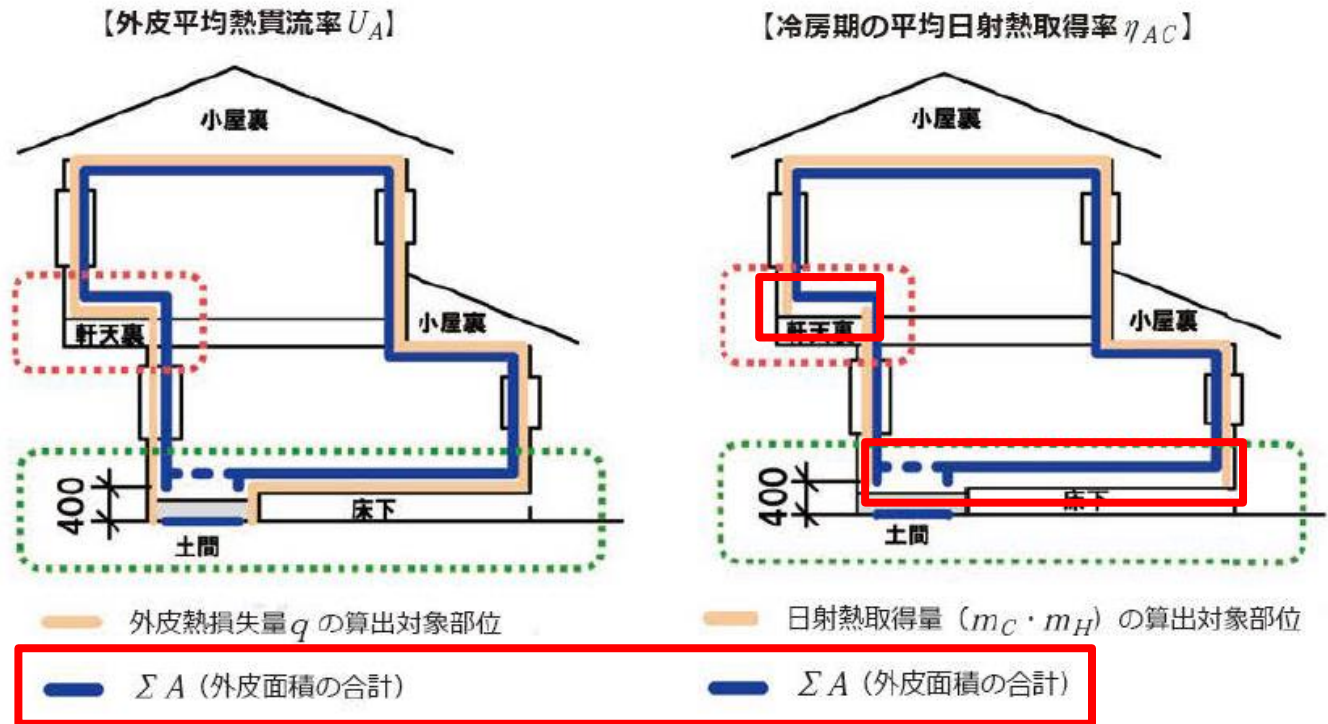 【外皮平均熱貫流率 U_A】
小屋裏
軒天裏
小屋裏
400
床下
土間
外皮熱損失量 q の算出対象部位
ΣA (外皮面積の合計)
【冷房期の平均日射熱取得率 η_AC】
小屋裏
軒天裏
小屋裏
400
床下
土間
日射熱取得量 (m_C・m_H) の算出対象部位
ΣA (外皮面積の合計)